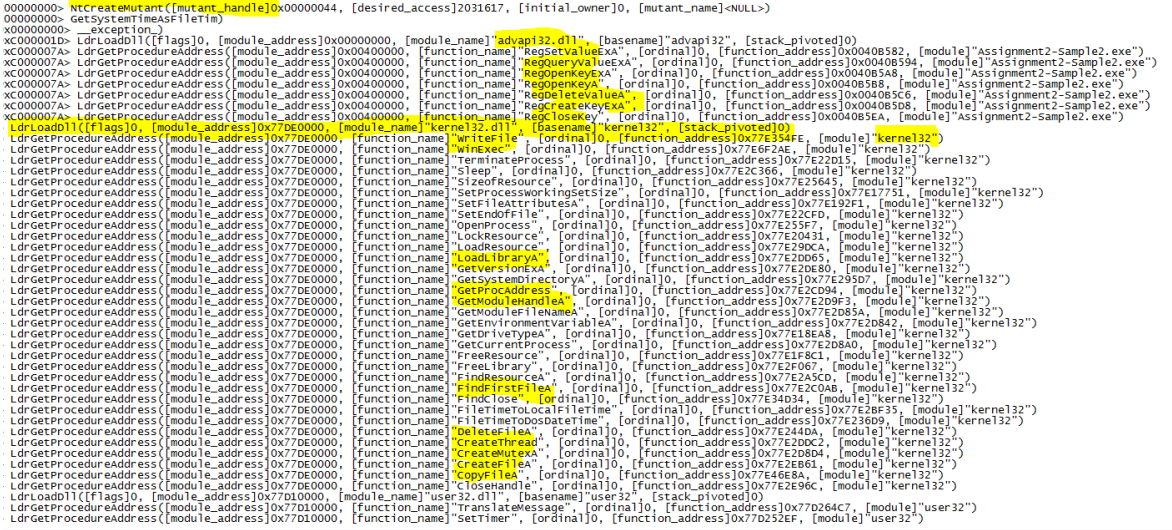 00000000> NtCreateMutant([mutant_handle]0x00000044, [desired_access]2031617, [initial_owner]0, [mutant_name]<NULL>)
00000000> GetSystemTimeAsFileTim)
x00000000> __exception_)
xC000001D> LdrLoadDll([flags]0, [module_address]0x00000000, [module_name]"advapi32.dll", [basename]"advapi32", [stack_pivoted]0)
xC000007A> LdrGetProcedureAddress([module_address]0x00400000, [function_name]"RegSetValueExA", [ordinal]0, [function_address]0x0040B582, [module]"Assignment2-Sample2.exe")
xC000007A> LdrGetProcedureAddress([module_address]0x00400000, [function_name]"RegQueryValueExA", [ordinal]0, [function_address]0x0040B594, [module]"Assignment2-Sample2.exe")
xC000007A> LdrGetProcedureAddress([module_address]0x00400000, [function_name]"RegOpenKeyExA", [ordinal]0, [function_address]0x0040B5A8, [module]"Assignment2-Sample2.exe")
xC000007A> LdrGetProcedureAddress([module_address]0x00400000, [function_name]"RegOpenKeyA", [ordinal]0, [function_address]0x0040B5B8, [module]"Assignment2-Sample2.exe")
xC000007A> LdrGetProcedureAddress([module_address]0x00400000, [function_name]"RegDeleteValueA", [ordinal]0, [function_address]0x0040B5C6, [module]"Assignment2-Sample2.exe")
xC000007A> LdrGetProcedureAddress([module_address]0x00400000, [function_name]"RegCreateKeyExA", [ordinal]0, [function_address]0x0040B5D8, [module]"Assignment2-Sample2.exe")
xC000007A> LdrGetProcedureAddress([module_address]0x00400000, [function_name]"RegCloseKey", [ordinal]0, [function_address]0x0040B5EA, [module]"Assignment2-Sample2.exe")
LdrLoadDll([flags]0, [module_address]0x77DE0000, [module_name]"kernel32.dll", [basename]"kernel32", [stack_pivoted]0)
LdrGetProcedureAddress([module_address]0x77DE0000, [function_name]"WriteFile", [ordinal]0, [function_address]0x77E354FE, [module]"kernel32")
LdrGetProcedureAddress([module_address]0x77DE0000, [function_name]"WinExec", [ordinal]0, [function_address]0x77E6F2AE, [module]"kernel32")
LdrGetProcedureAddress([module_address]0x77DE0000, [function_name]"TerminateProcess", [ordinal]0, [function_address]0x77E22D15, [module]"kernel32")
LdrGetProcedureAddress([module_address]0x77DE0000, [function_name]"Sleep", [ordinal]0, [function_address]0x77E2C366, [module]"kernel32")
LdrGetProcedureAddress([module_address]0x77DE0000, [function_name]"SizeofResource", [ordinal]0, [function_address]0x77E25645, [module]"kernel32")
LdrGetProcedureAddress([module_address]0x77DE0000, [function_name]"SetProcessWorkingSetSize", [ordinal]0, [function_address]0x77E17751, [module]"kernel32")
LdrGetProcedureAddress([module_address]0x77DE0000, [function_name]"SetFileAttributesA", [ordinal]0, [function_address]0x77E192F1, [module]"kernel32")
LdrGetProcedureAddress([module_address]0x77DE0000, [function_name]"SetEndOfFile", [ordinal]0, [function_address]0x77E22CFD, [module]"kernel32")
LdrGetProcedureAddress([module_address]0x77DE0000, [function_name]"OpenProcess", [ordinal]0, [function_address]0x77E255F7, [module]"kernel32")
LdrGetProcedureAddress([module_address]0x77DE0000, [function_name]"LockResource", [ordinal]0, [function_address]0x77E20431, [module]"kernel32")
LdrGetProcedureAddress([module_address]0x77DE0000, [function_name]"LoadResource", [ordinal]0, [function_address]0x77E29DCA, [module]"kernel32")
LdrGetProcedureAddress([module_address]0x77DE0000, [function_name]"LoadLibraryA", [ordinal]0, [function_address]0x77E2DD65, [module]"kernel32")
LdrGetProcedureAddress([module_address]0x77DE0000, [function_name]"GetVersionExA", [ordinal]0, [function_address]0x77E2DE80, [module]"kernel32")
LdrGetProcedureAddress([module_address]0x77DE0000, [function_name]"GetSystemDirectoryA", [ordinal]0, [function_address]0x77E295D7, [module]"kernel32")
LdrGetProcedureAddress([module_address]0x77DE0000, [function_name]"GetProcAddress", [ordinal]0, [function_address]0x77E2CD94, [module]"kernel32")
LdrGetProcedureAddress([module_address]0x77DE0000, [function_name]"GetModuleHandleA", [ordinal]0, [function_address]0x77E2D9F3, [module]"kernel32")
LdrGetProcedureAddress([module_address]0x77DE0000, [function_name]"GetModuleFileNameA", [ordinal]0, [function_address]0x77E2D85A, [module]"kernel32")
LdrGetProcedureAddress([module_address]0x77DE0000, [function_name]"GetEnvironmentVariableA", [ordinal]0, [function_address]0x77E2D842, [module]"kernel32")
LdrGetProcedureAddress([module_address]0x77DE0000, [function_name]"GetDriveTypeA", [ordinal]0, [function_address]0x77E18EA8, [module]"kernel32")
LdrGetProcedureAddress([module_address]0x77DE0000, [function_name]"GetCurrentProcess", [ordinal]0, [function_address]0x77E2D8A0, [module]"kernel32")
LdrGetProcedureAddress([module_address]0x77DE0000, [function_name]"FreeResource", [ordinal]0, [function_address]0x77E1F8C1, [module]"kernel32")
LdrGetProcedureAddress([module_address]0x77DE0000, [function_name]"FreeLibrary", [ordinal]0, [function_address]0x77E2F067, [module]"kernel32")
LdrGetProcedureAddress([module_address]0x77DE0000, [function_name]"FindResourceA", [ordinal]0, [function_address]0x77E2A5CD, [module]"kernel32")
LdrGetProcedureAddress([module_address]0x77DE0000, [function_name]"FindFirstFileA", [ordinal]0, [function_address]0x77E2C0AB, [module]"kernel32")
LdrGetProcedureAddress([module_address]0x77DE0000, [function_name]"FindClose", [ordinal]0, [function_address]0x77E34D34, [module]"kernel32")
LdrGetProcedureAddress([module_address]0x77DE0000, [function_name]"FileTimeToLocalFileTime", [ordinal]0, [function_address]0x77E2BF35, [module]"kernel32")
LdrGetProcedureAddress([module_address]0x77DE0000, [function_name]"FileTimeToDosDateTime", [ordinal]0, [function_address]0x77E236D9, [module]"kernel32")
LdrGetProcedureAddress([module_address]0x77DE0000, [function_name]"DeleteFileA", [ordinal]0, [function_address]0x77E244DA, [module]"kernel32")
LdrGetProcedureAddress([module_address]0x77DE0000, [function_name]"CreateThread", [ordinal]0, [function_address]0x77E2DDC2, [module]"kernel32")
LdrGetProcedureAddress([module_address]0x77DE0000, [function_name]"CreateMutexA", [ordinal]0, [function_address]0x77E2D8D4, [module]"kernel32")
LdrGetProcedureAddress([module_address]0x77DE0000, [function_name]"CreateFileA", [ordinal]0, [function_address]0x77E2EB61, [module]"kernel32")
LdrGetProcedureAddress([module_address]0x77DE0000, [function_name]"CopyFileA", [ordinal]0, [function_address]0x77E46E8A, [module]"kernel32")
LdrGetProcedureAddress([module_address]0x77DE0000, [function_name]"CloseHandle", [ordinal]0, [function_address]0x77E2E96C, [module]"kernel32")
LdrLoadDll([flags]0, [module_address]0x77D10000, [module_name]"user32.dll", [basename]"user32", [stack_pivoted]0)
LdrGetProcedureAddress([module_address]0x77D10000, [function_name]"TranslateMessage", [ordinal]0, [function_address]0x77D264C7, [module]"user32")
LdrGetProcedureAddress([module_address]0x77D10000, [function_name]"SetTimer", [ordinal]0, [function_address]0x77D252EF, [module]"user32")